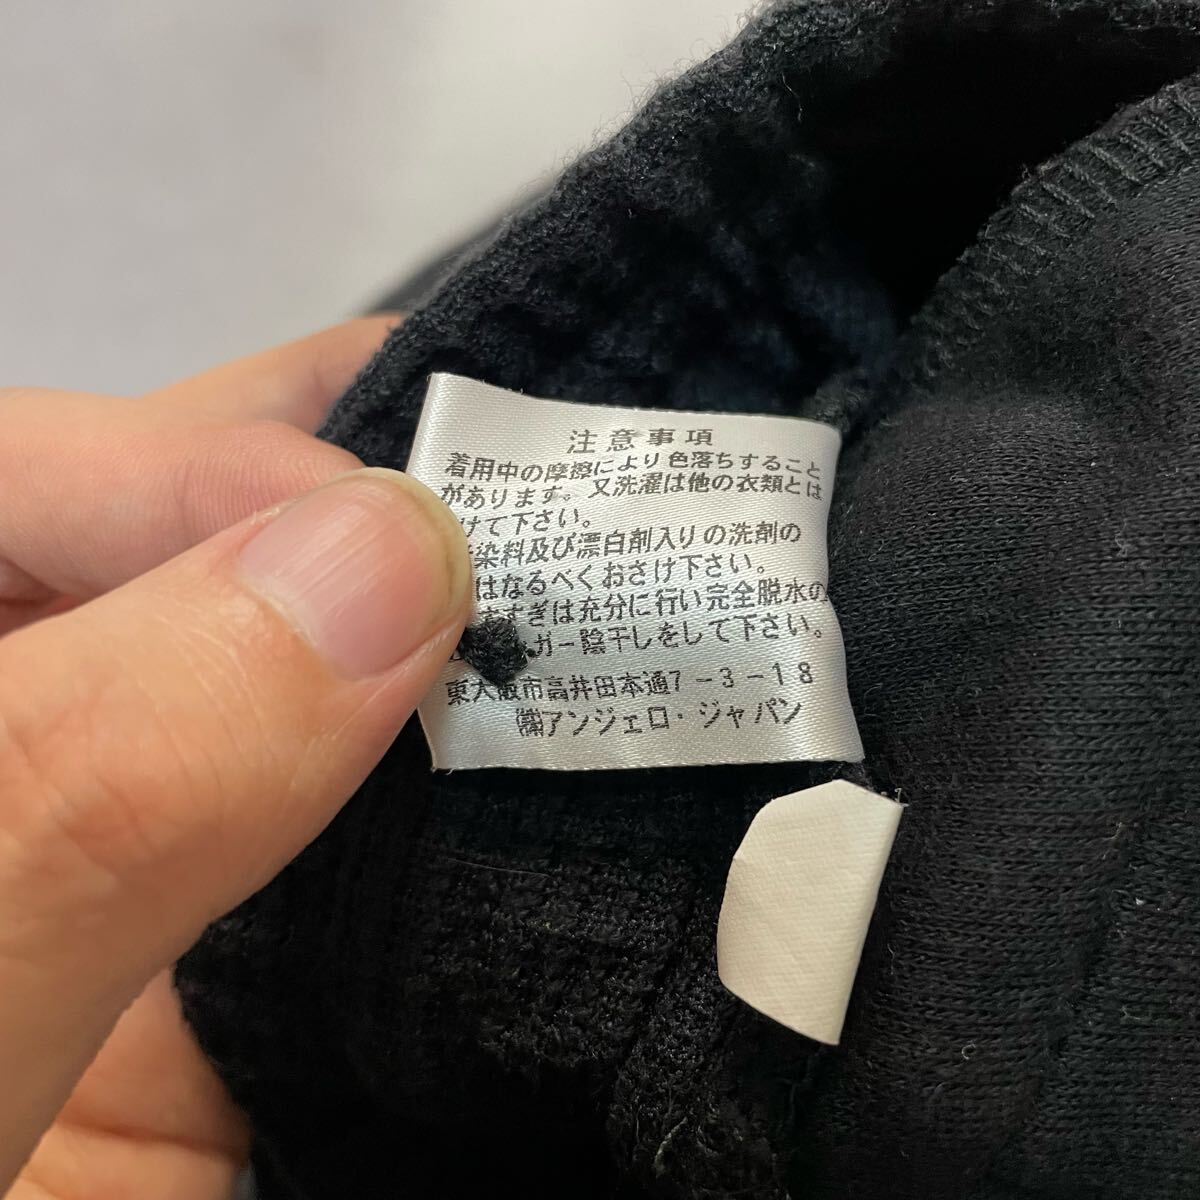 注意事項
着用中の摩擦により色落ちすること
があります。又洗濯は他の衣類とは
けて下さい。
染料及び漂白剤入りの洗剤の
はなるべくおさけ下さい。
すすぎは充分に行い完全脱水の
ガー陰干しをして下さい。
東大阪市高井田本通7-3-18
㈱アンジェロ・ジャパン